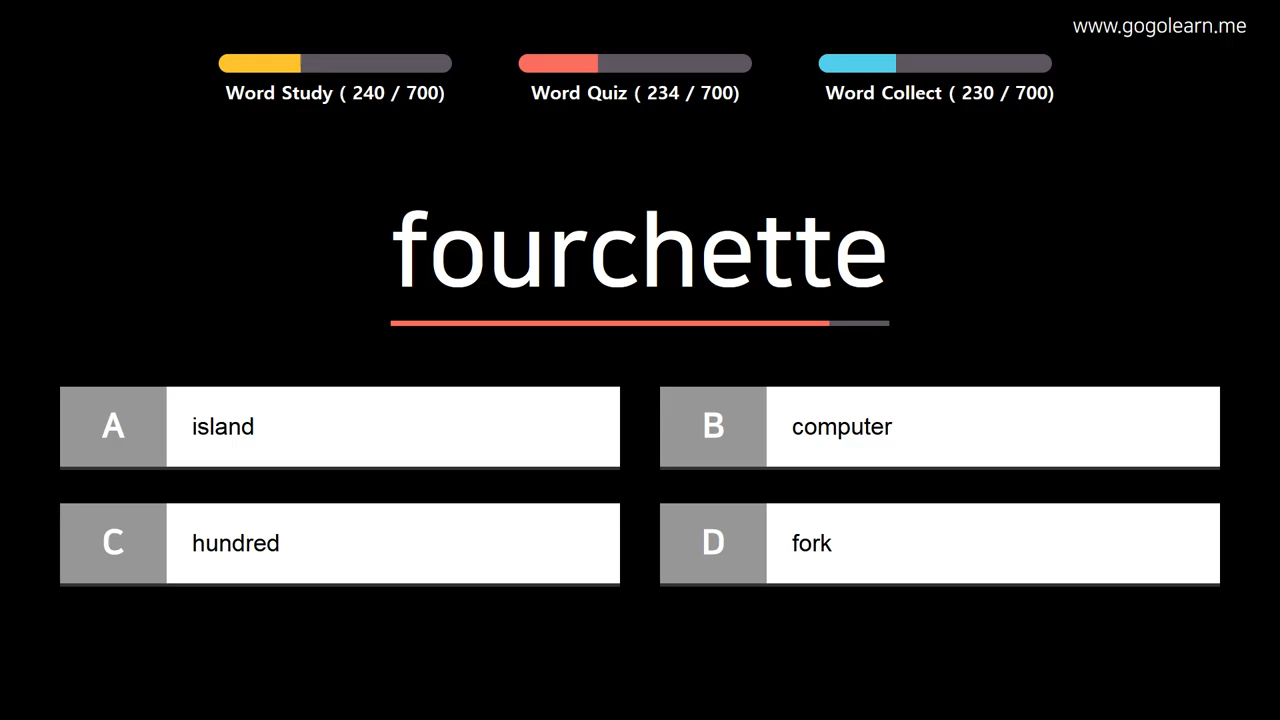 www.gogolearn.me
Word Study ( 240 / 700)
Word Quiz ( 234 / 700)
Word Collect ( 230 / 700)
fourchette
A island
B computer
C hundred
D fork